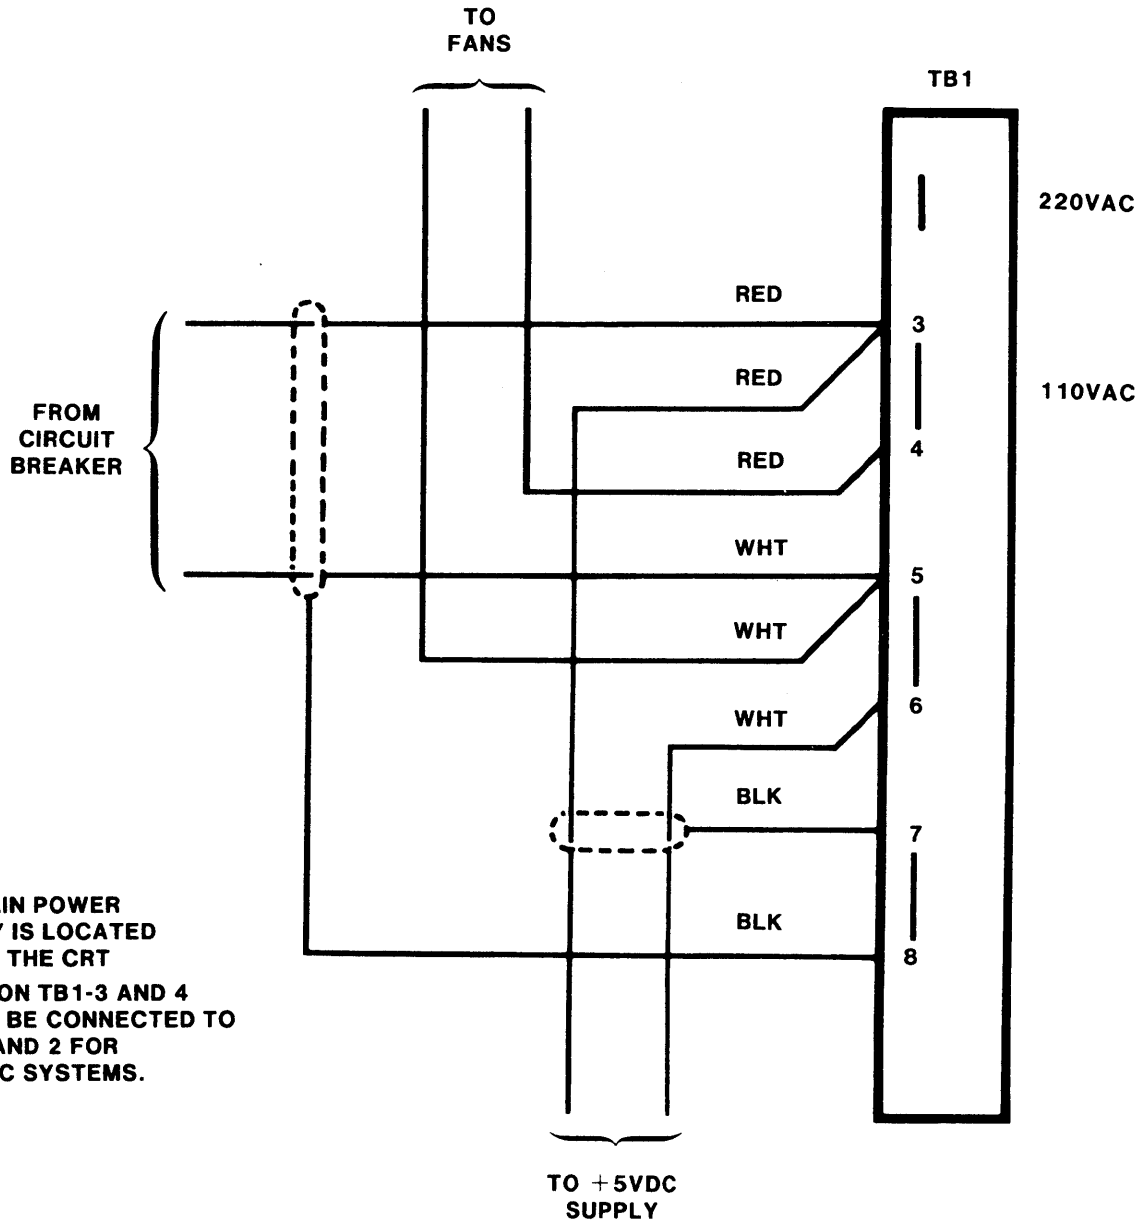 TO
FANS
TB1
220VAC
RED
3
RED
110VAC
FROM
CIRCUIT
BREAKER
4
RED
WHT
5
WHT
6
WHT
BLK
7
BLK
8
POWER
IS LOCATED
THE CRT
ON TB1-3 AND 4
BE CONNECTED TO
AND 2 FOR
SYSTEMS.
TO +5VDC
SUPPLY